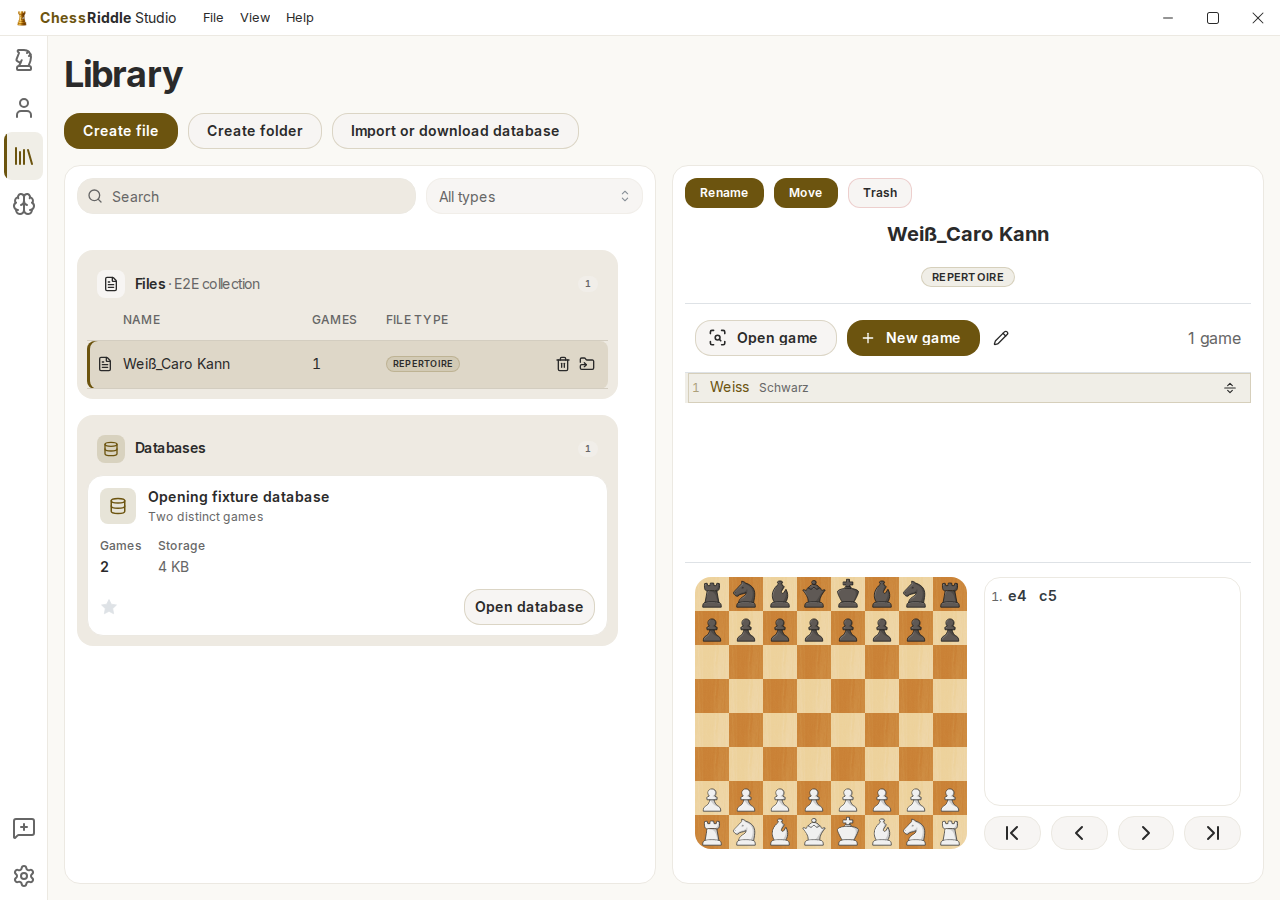 ChessRiddle Studio File View Help
Library
Create file Create folder Import or download database
Search All types
Files · E2E collection 1
NAME GAMES FILE TYPE
Weiß_Caro Kann 1 REPERTOIRE
Databases 1
Opening fixture database
Two distinct games
Games Storage
2 4 KB
Open database
Rename Move Trash
Weiß_Caro Kann
REPERTOIRE
Open game New game 1 game
1 Weiss Schwarz
1. e4 c5